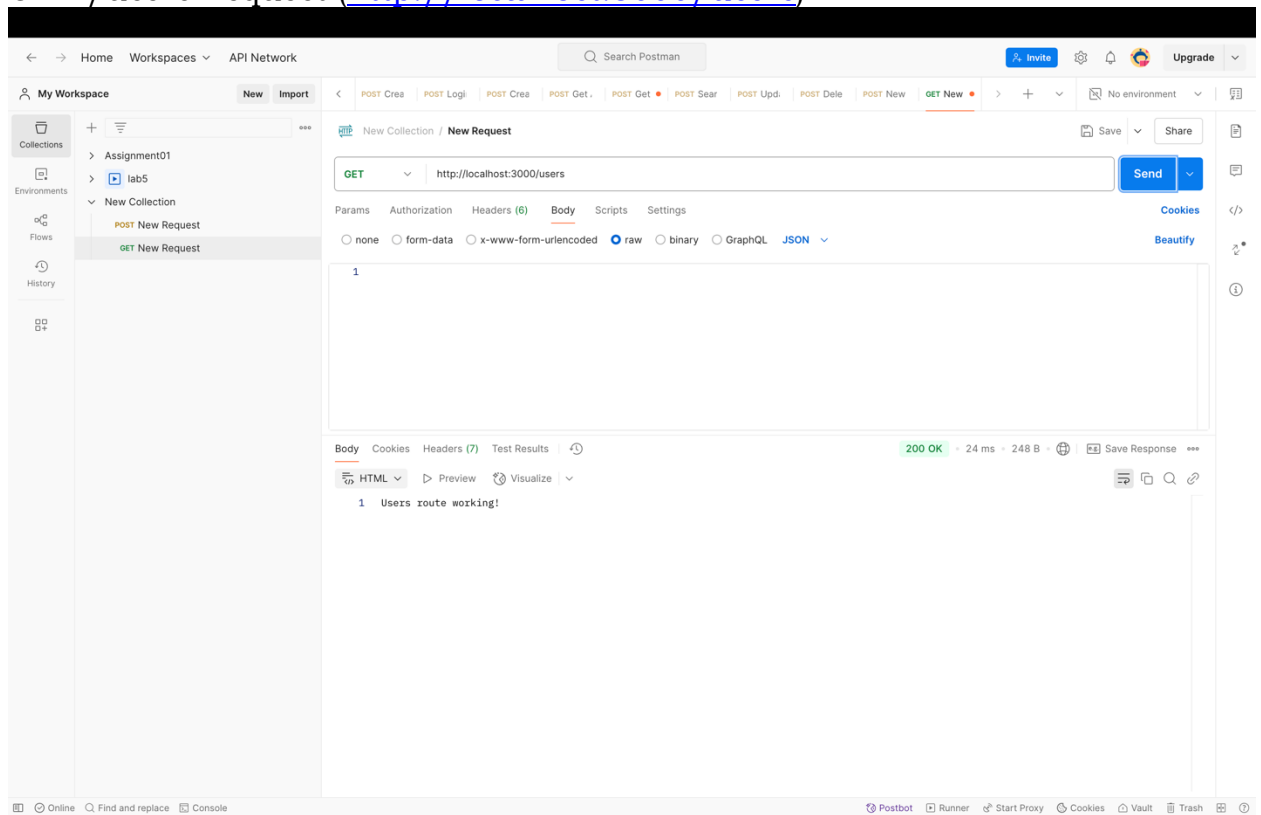 Home Workspaces API Network Search Postman Invite Upgrade
My Workspace New Import POST Crea POST Logi POST Crea POST Get . POST Get POST Sear POST Upd. POST Dele POST New GET New No environment
Collections
Environments
Flows
History
Assignment01
lab5
New Collection
POST New Request
GET New Request
HTTP New Collection / New Request Save Share
GET http://localhost:3000/users Send
Params Authorization Headers (6) Body Scripts Settings Cookies
none form-data x-www-form-urlencoded raw binary GraphQL JSON Beautify
1
Body Cookies Headers (7) Test Results 200 OK • 24 ms • 248 B • e.g. Save Response
HTML Preview Visualize
1 Users route working!
Online Find and replace Console Postbot Runner Start Proxy Cookies Vault Trash